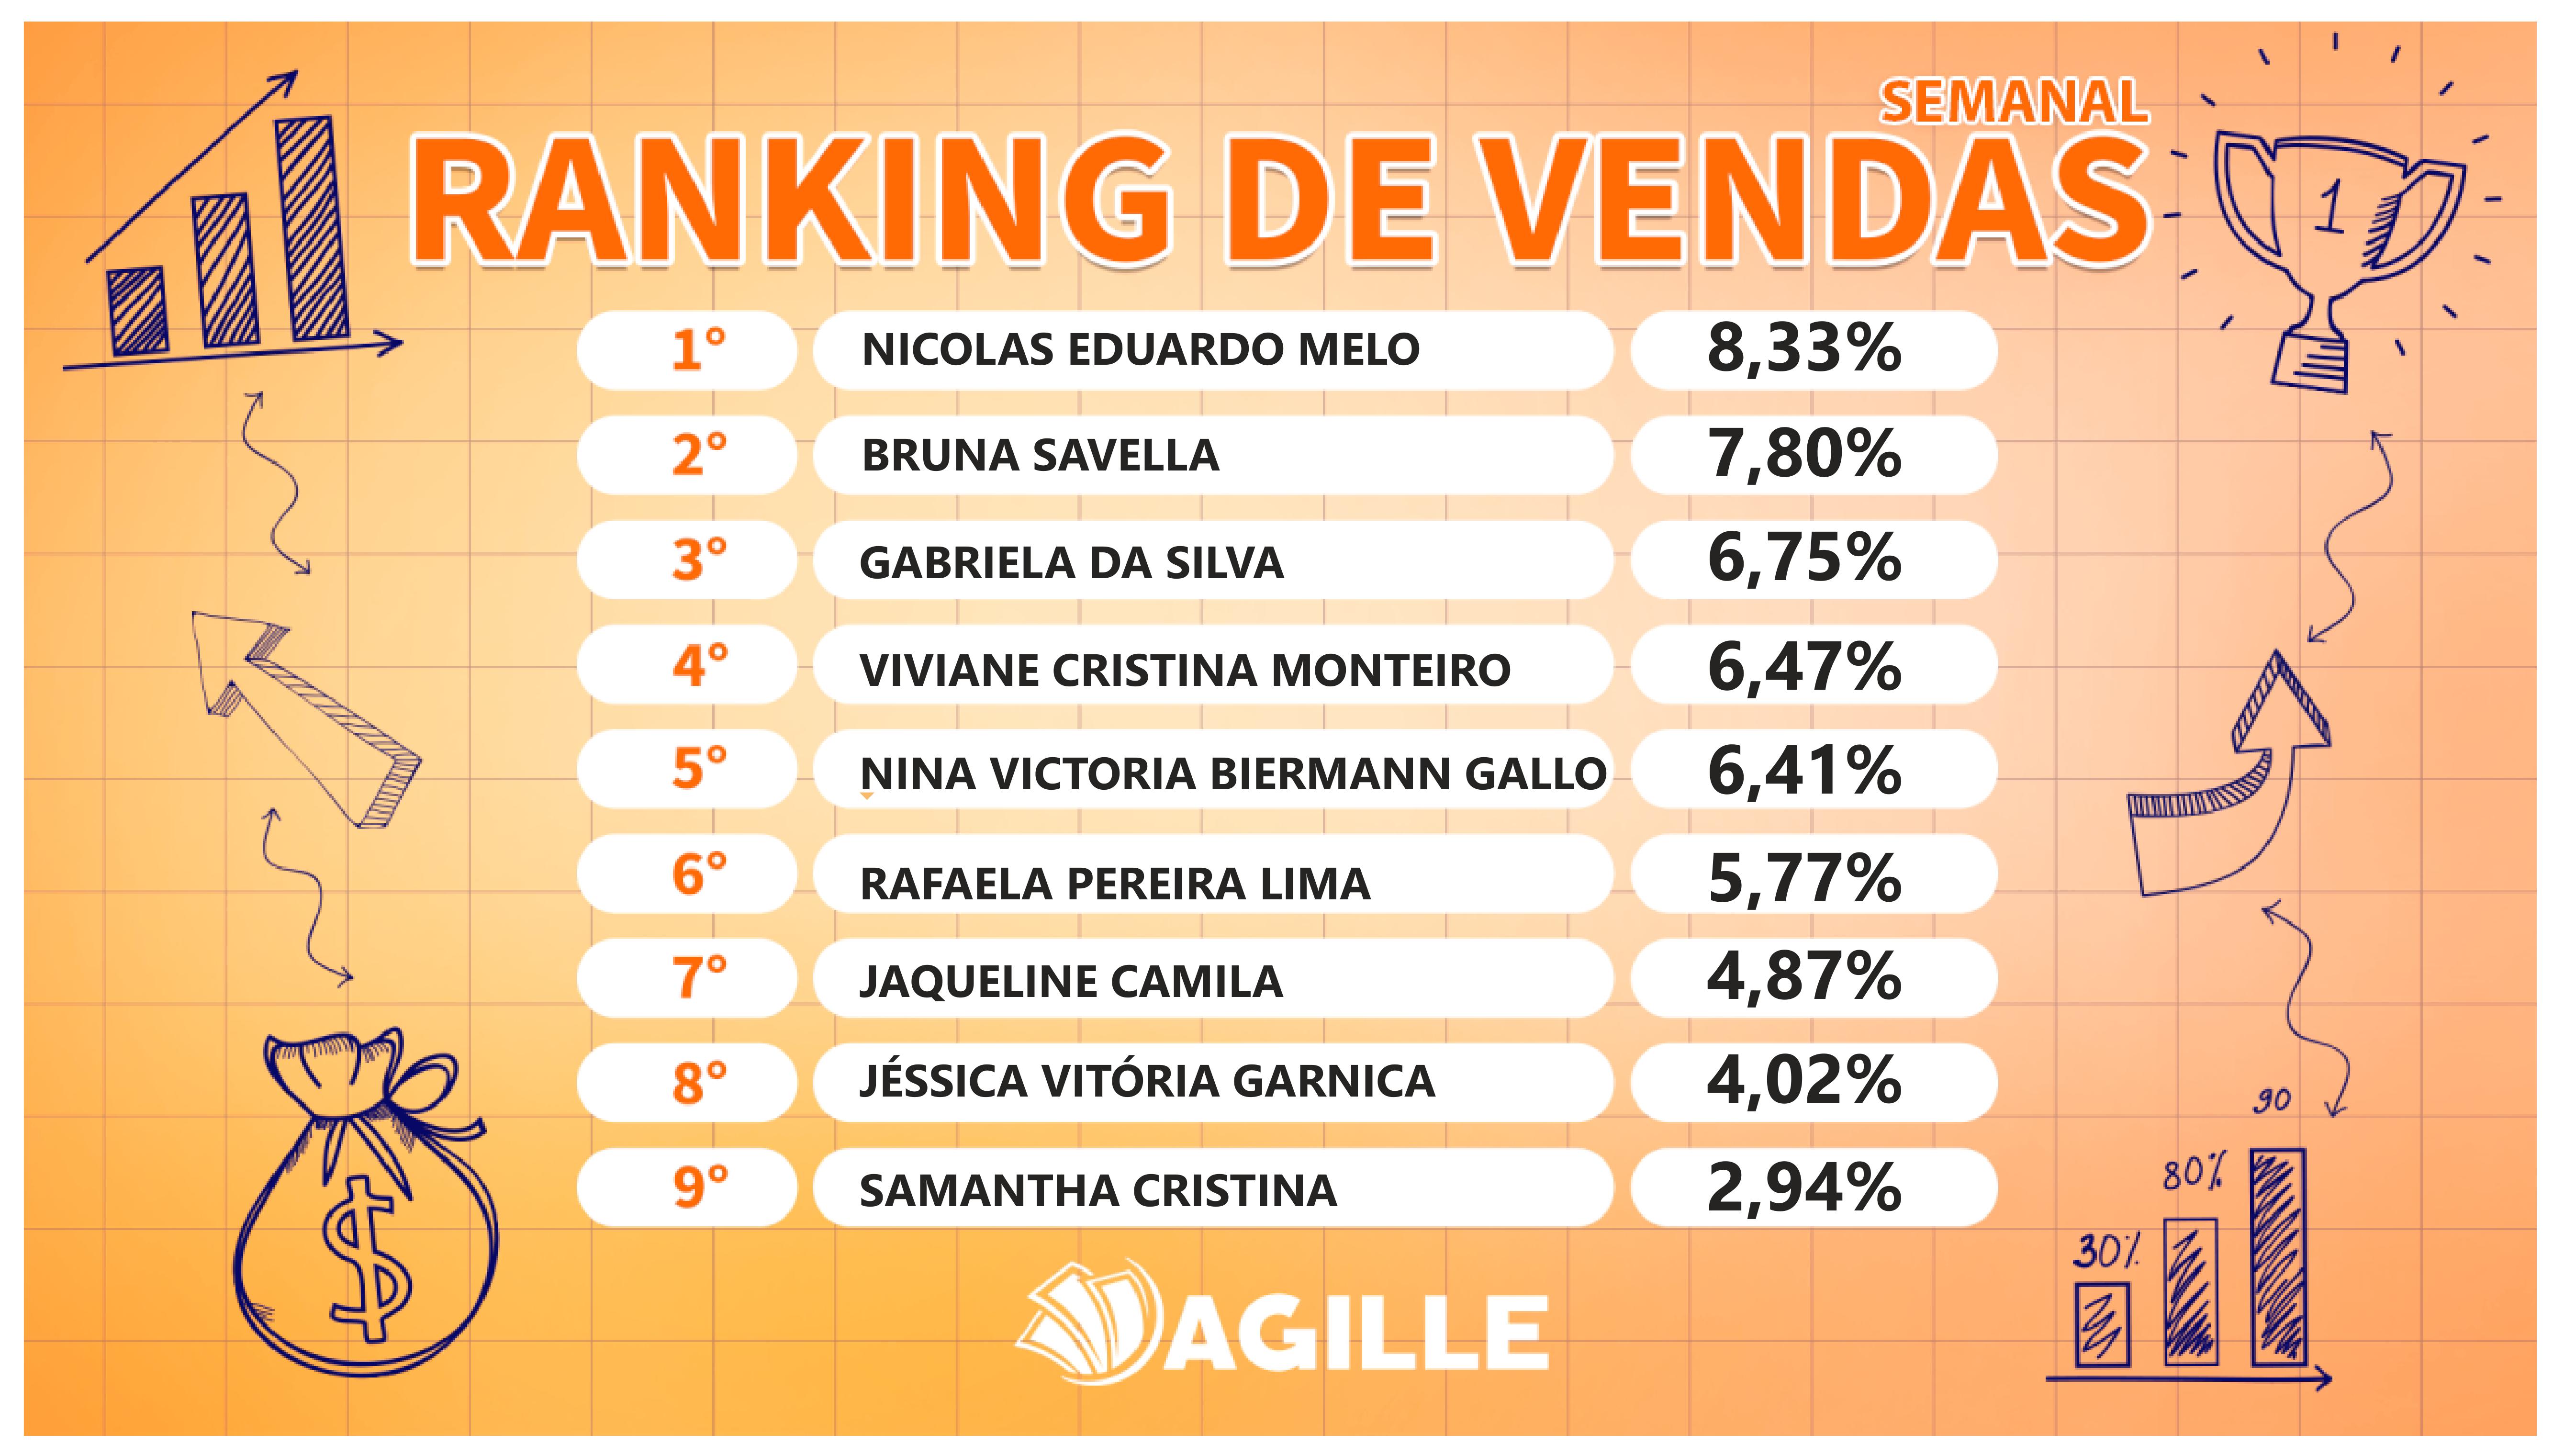 SEMANAL
RANKING DE VENDAS
1
1° NICOLAS EDUARDO MELO 8,33%
2° BRUNA SAVELLA 7,80%
3° GABRIELA DA SILVA 6,75%
4° VIVIANE CRISTINA MONTEIRO 6,47%
5° NINA VICTORIA BIERMANN GALLO 6,41%
6° RAFAELA PEREIRA LIMA 5,77%
7° JAQUELINE CAMILA 4,87%
8° JÉSSICA VITÓRIA GARNICA 4,02%
9° SAMANTHA CRISTINA 2,94%
90
80%
30%
$
AGILLE